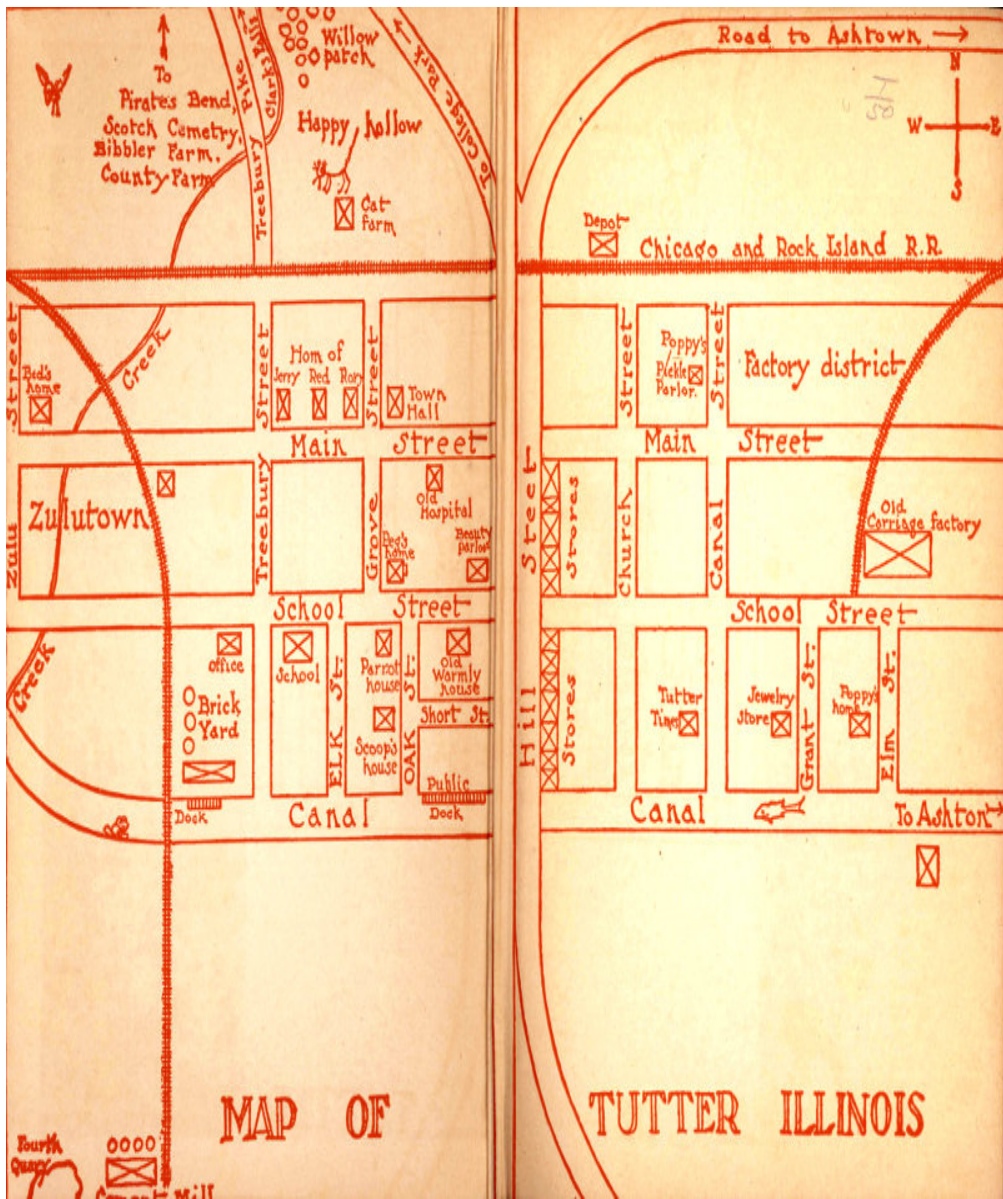 Road to Ashtown
N
W
E
S
To
Pirates Bend,
Scotch Cemetry,
Bibbler Farm.
County Farm
Treebury Pike
Clark's Falls
Willow
patch
Happy hollow
Cat
farm
To College Park
Depot
Chicago and Rock Island R.R.
Street
Bed's
home
Creek
Street
Hom of
Jerry Red Rory
Street
Town
Hall
Street
Poppy's
Pickle
Parlor.
Street
Factory district
Main Street
Main Street
Zulutown
Zulu
Treebury
Grove
Old
Hospital
Peg's
home
Beauty
parlor
Street
Stores
Church
Canal
Old
Carriage factory
School Street
School Street
Creek
office
Brick
Yard
School
ELK St.
Parrot
house
Scoop's
house
OAK St.
Old
Warmly
house
Short St.
Public
Dock
Dock
Hill
Stores
Tutter
Times
Jewelry
Store
Grant St.
Poppy's
home
Elm St.
Canal
Canal
To Ashton
MAP OF TUTTER ILLINOIS
Fourth
Quary
Cement Mill